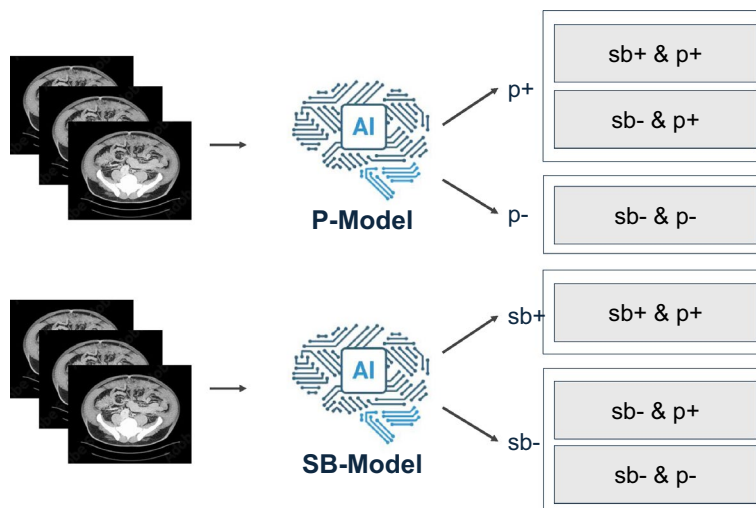 sb+ & p+
p+
AI
sb- & p+
P-Model
p-
sb- & p-
sb+
sb+ & p+
AI
sb- & p+
sb-
SB-Model
sb- & p-